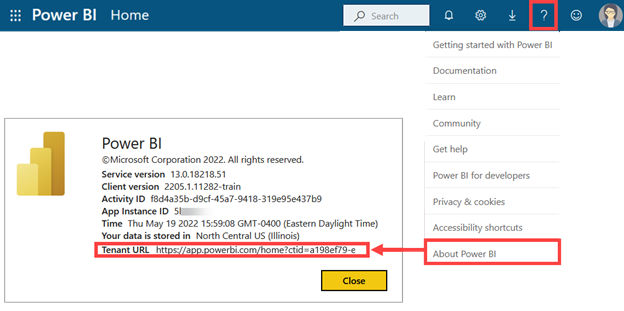 Power BI Home
Search
?
Getting started with Power BI
Documentation
Learn
Community
Get help
Power BI for developers
Privacy & cookies
Accessibility shortcuts
About Power BI
Power BI
©Microsoft Corporation 2022. All rights reserved.
Service version 13.0.18218.51
Client version 2205.1.11282-train
Activity ID f8d4a35b-d9cf-45a7-9418-319e95e437b9
App Instance ID
Time Thu May 19 2022 15:59:08 GMT-0400 (Eastern Daylight Time)
Your data is stored in North Central US (Illinois)
Tenant URL https://app.powerbi.com/home?ctid=a198ef79-e
Close